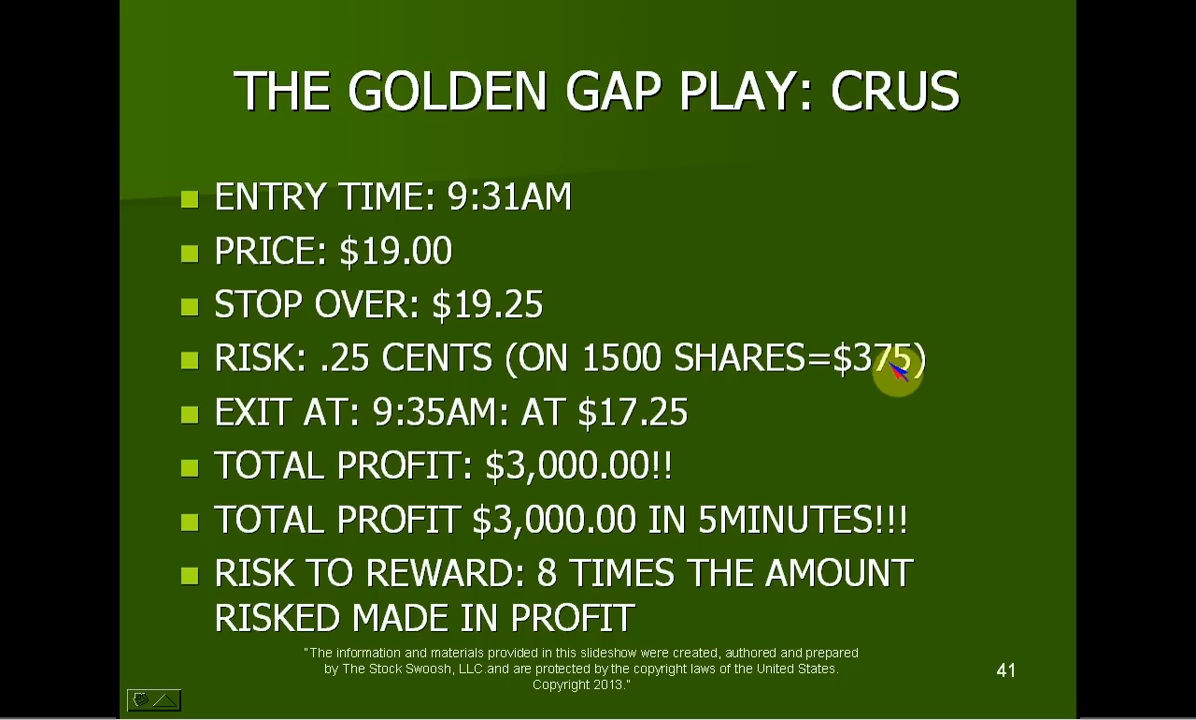 THE GOLDEN GAP PLAY: CRUS
ENTRY TIME: 9:31AM
PRICE: $19.00
STOP OVER: $19.25
RISK: .25 CENTS (ON 1500 SHARES=$375)
EXIT AT: 9:35AM: AT $17.25
TOTAL PROFIT: $3,000.00!!
TOTAL PROFIT $3,000.00 IN 5MINUTES!!!
RISK TO REWARD: 8 TIMES THE AMOUNT
RISKED MADE IN PROFIT
"The information and materials provided in this slideshow were created, authored and prepared
by The Stock Swoosh, LLC.and are protected by the copyright laws of the United States.
Copyright 2013."
41